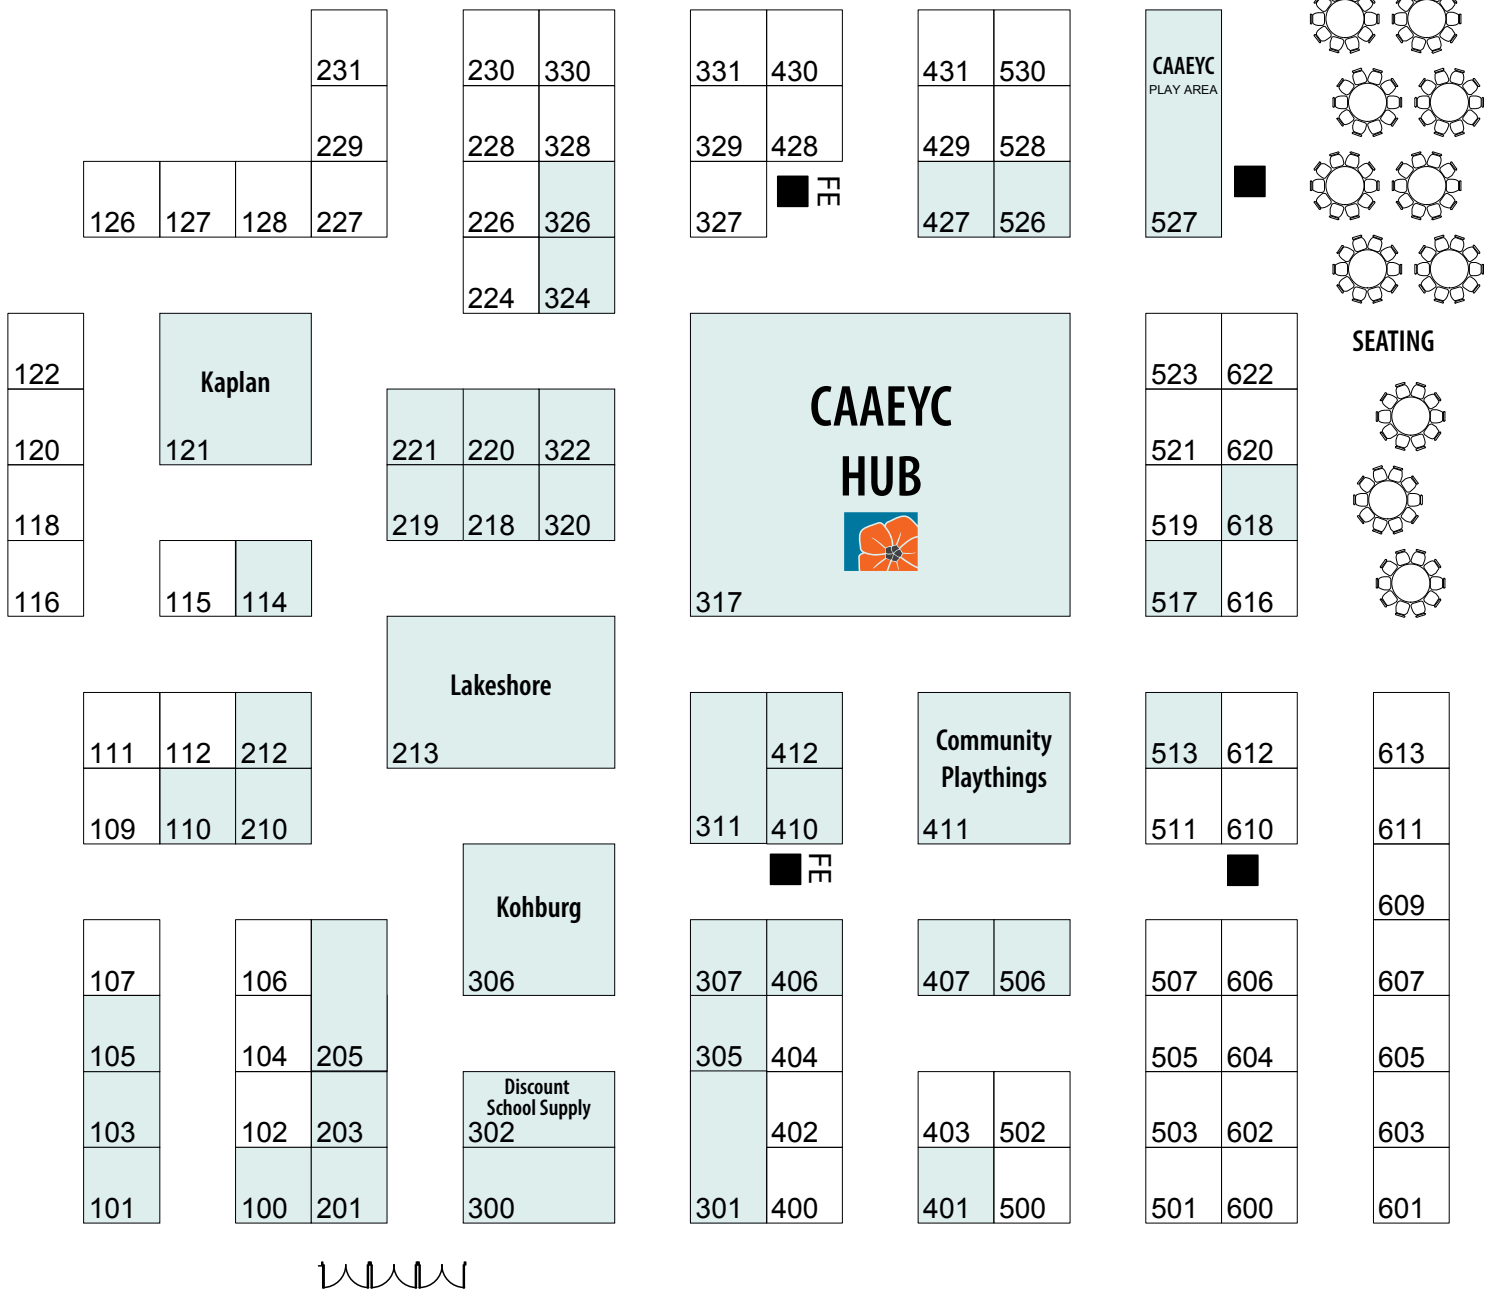 231 230 330 331 430 431 530 CAAEYC
PLAY AREA
229 228 328 329 428 429 528
126 127 128 227 226 326 327 FE 427 526 527
224 324
SEATING
122 Kaplan 523 622
CAAEYC
120 121 221 220 322 521 620
HUB
118 219 218 320 519 618
116 115 114 317 517 616
Lakeshore
111 112 212 213 412 Community 513 612 613
Playthings
109 110 210 311 410 411 511 610 611
FE
Kohburg 609
107 106 306 307 406 407 506 507 606 607
105 104 205 305 404 505 604 605
Discount
School Supply
103 102 203 302 402 403 502 503 602 603
101 100 201 300 301 400 401 500 501 600 601